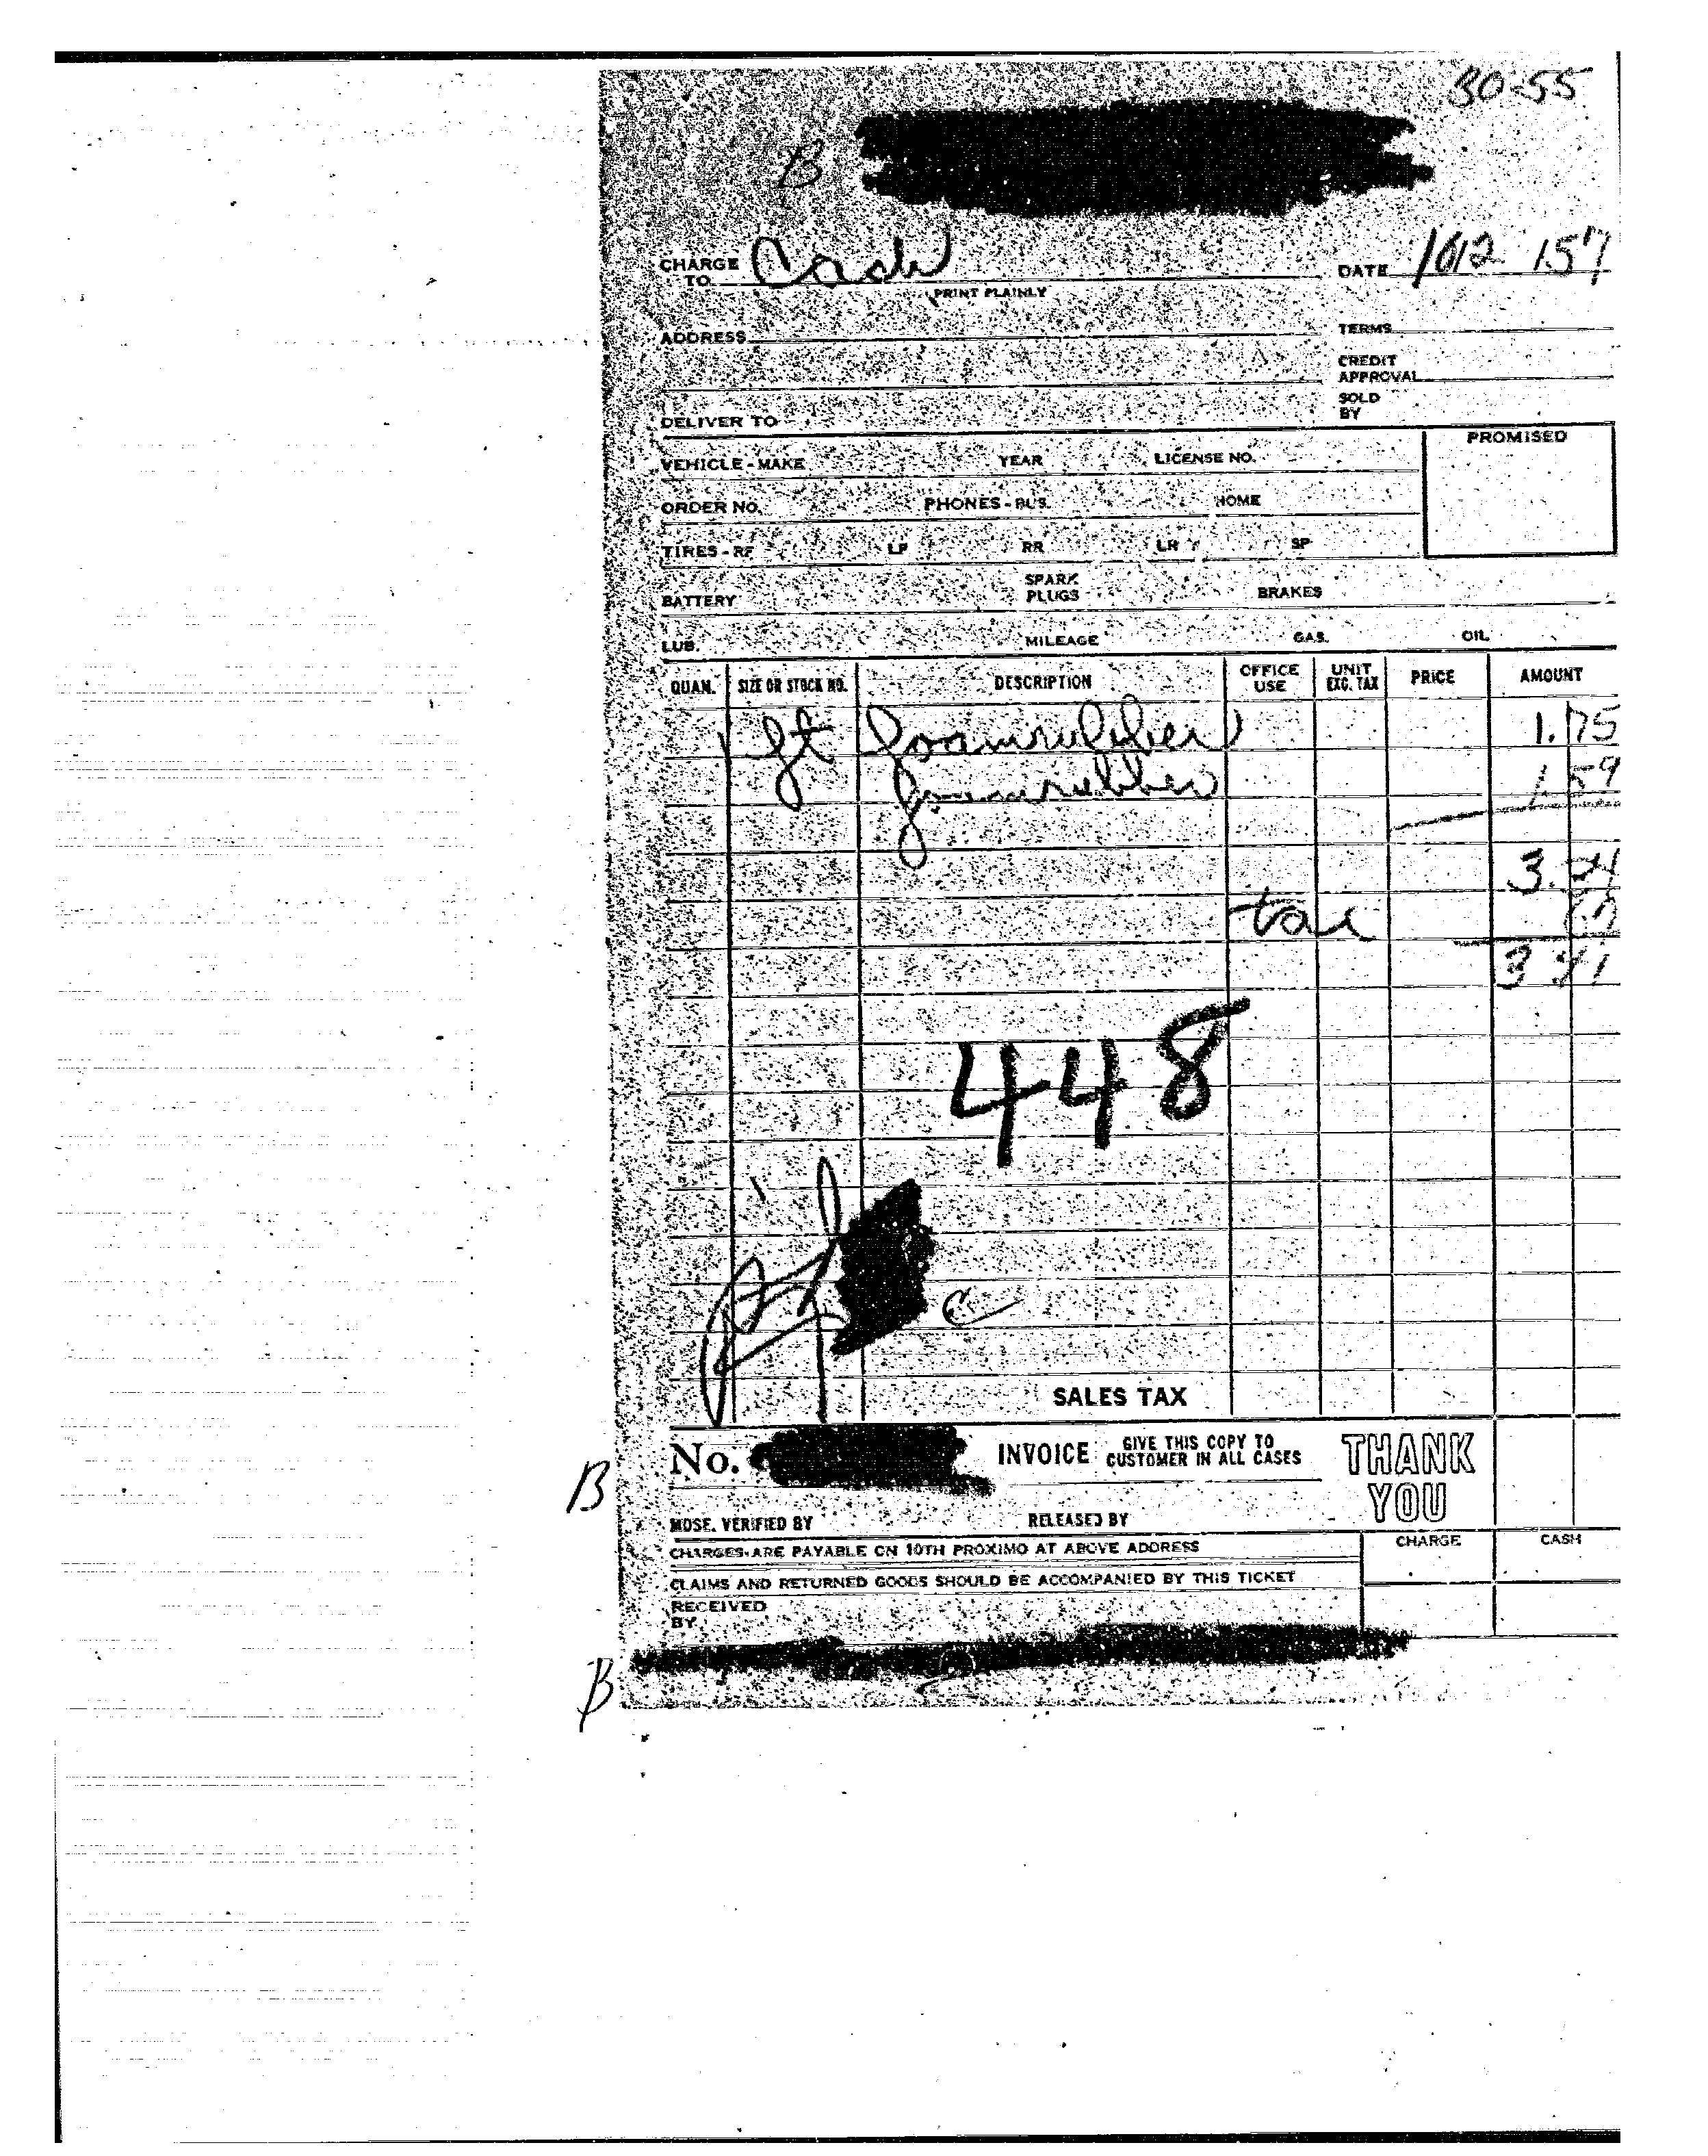 30-55
B
CHARGE TO Cash DATE 10/2 1957
PRINT PLAINLY
ADDRESS TERMS
CREDIT APPROVAL
DELIVER TO SOLD BY
PROMISED
VEHICLE - MAKE YEAR LICENSE NO.
ORDER NO. PHONES - BUS. HOME
TIRES - RF LF RR LR SP
BATTERY SPARK PLUGS BRAKES
LUB. MILEAGE GAS. OIL
QUAN. SIZE OR STOCK NO. DESCRIPTION OFFICE USE UNIT EXC. TAX PRICE AMOUNT
1 ft foamrubber 1.75
foamrubber 1.59
3.34
tax
3 41
448
SALES TAX
B No. INVOICE GIVE THIS COPY TO CUSTOMER IN ALL CASES THANK YOU
MDSE. VERIFIED BY RELEASED BY
CHARGES ARE PAYABLE ON 10TH PROXIMO AT ABOVE ADDRESS CHARGE CASH
CLAIMS AND RETURNED GOODS SHOULD BE ACCOMPANIED BY THIS TICKET
RECEIVED BY
B